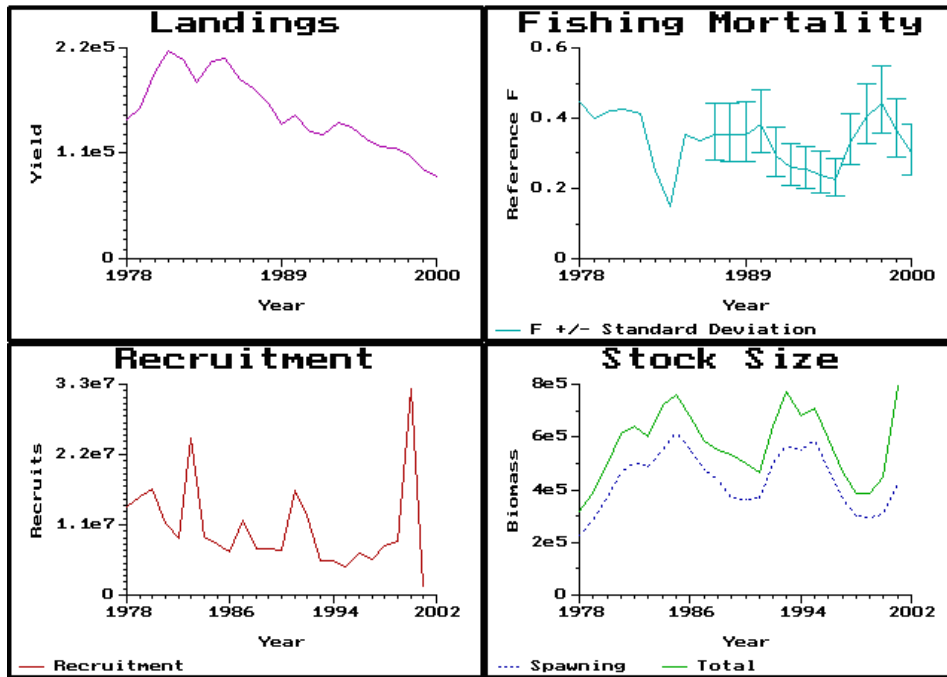 Landings
2.2e5
1.1e5
0
Yield
1978 1989 2000
Year
Fishing Mortality
0.6
0.4
0.2
0
Reference F
1978 1989 2000
Year
F +/- Standard Deviation
Recruitment
3.3e7
2.2e7
1.1e7
0
Recruits
1978 1986 1994 2002
Year
Recruitment
Stock Size
8e5
6e5
4e5
2e5
0
Biomass
1978 1986 1994 2002
Year
Spawning Total